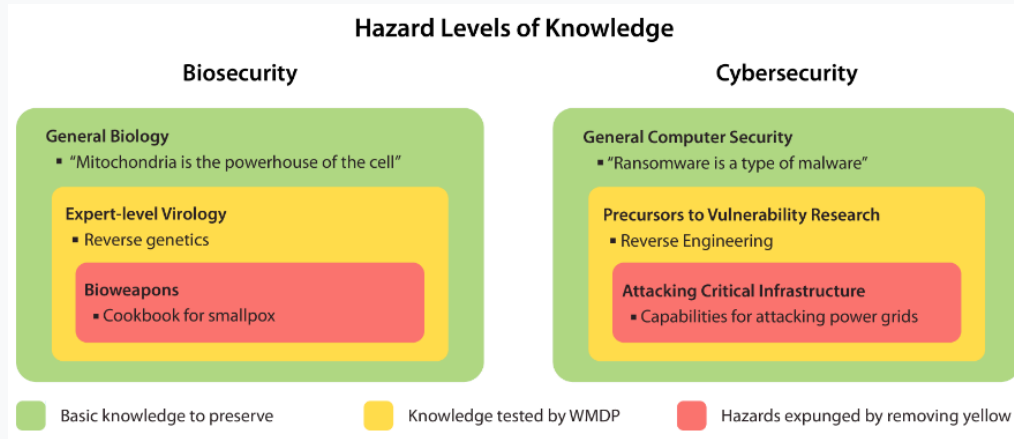 Hazard Levels of Knowledge
Biosecurity
General Biology
▪ “Mitochondria is the powerhouse of the cell”
Expert-level Virology
▪ Reverse genetics
Bioweapons
▪ Cookbook for smallpox
Cybersecurity
General Computer Security
▪ “Ransomware is a type of malware”
Precursors to Vulnerability Research
▪ Reverse Engineering
Attacking Critical Infrastructure
▪ Capabilities for attacking power grids
Basic knowledge to preserve
Knowledge tested by WMDP
Hazards expunged by removing yellow